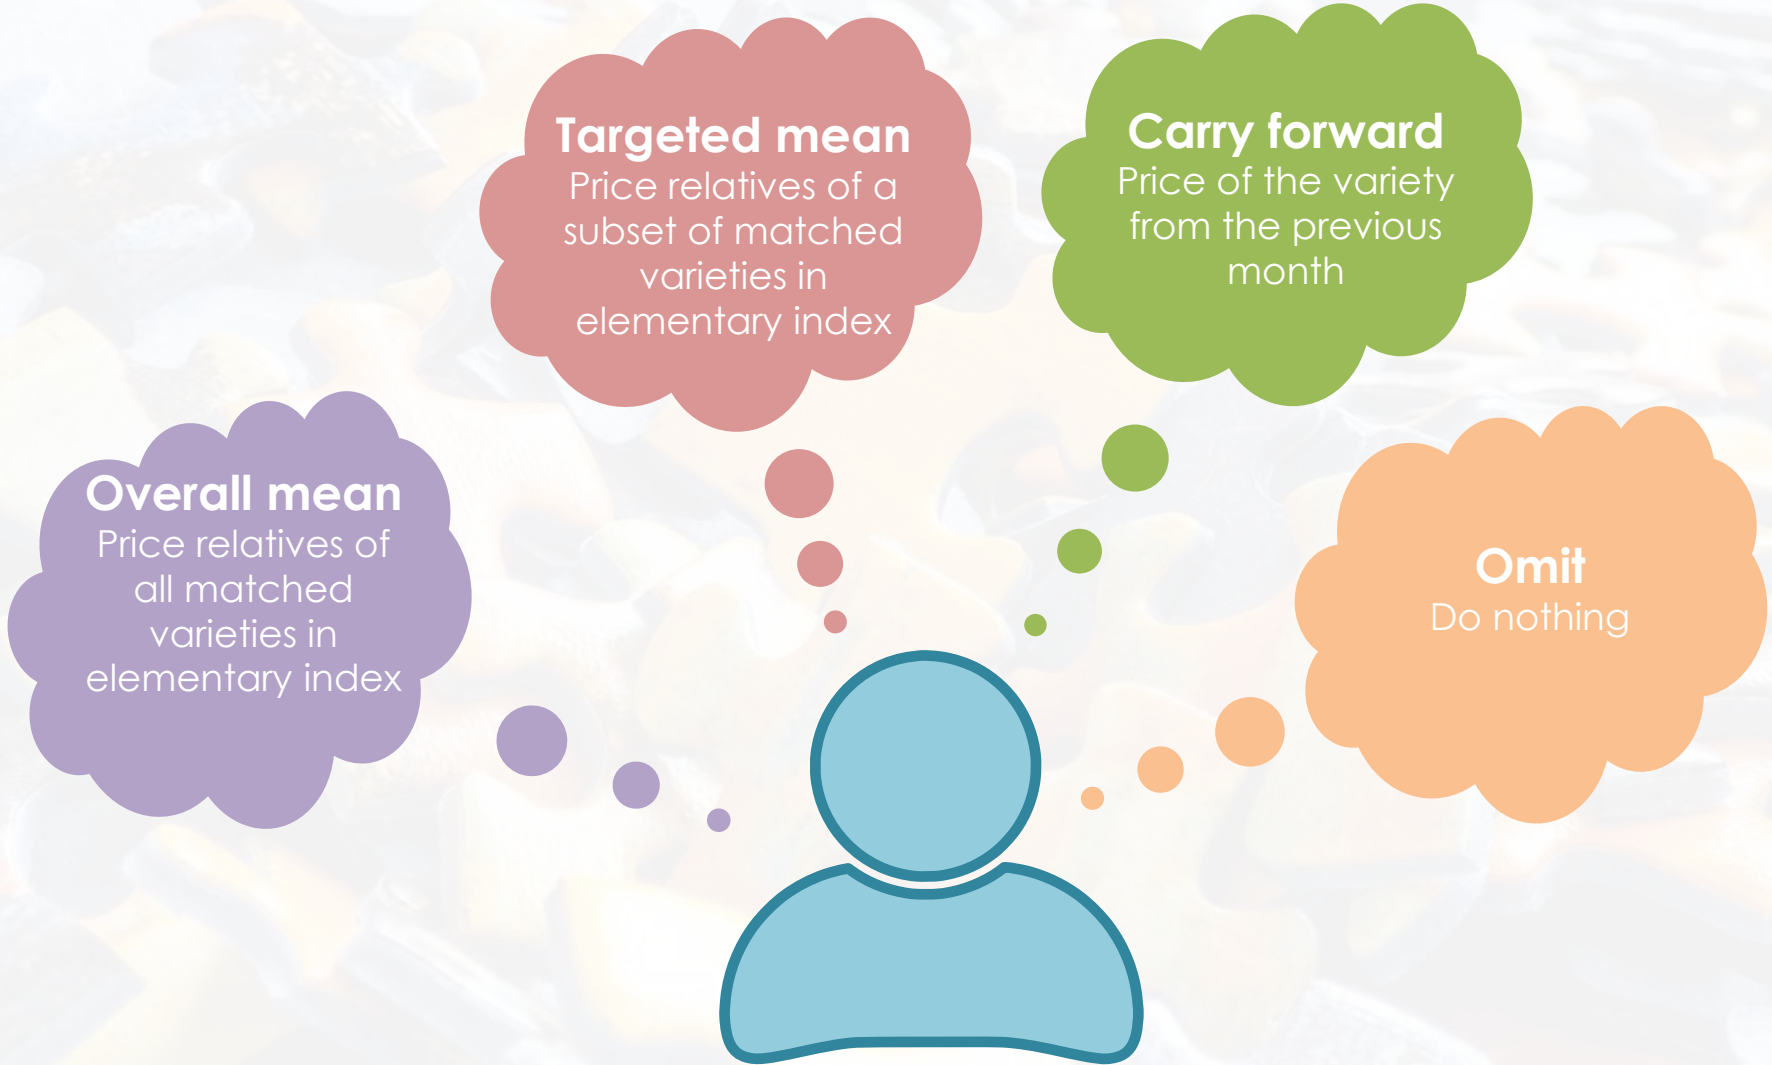 Targeted mean
Price relatives of a
subset of matched
varieties in
elementary index
Carry forward
Price of the variety
from the previous
month
Overall mean
Price relatives of
all matched
varieties in
elementary index
Omit
Do nothing